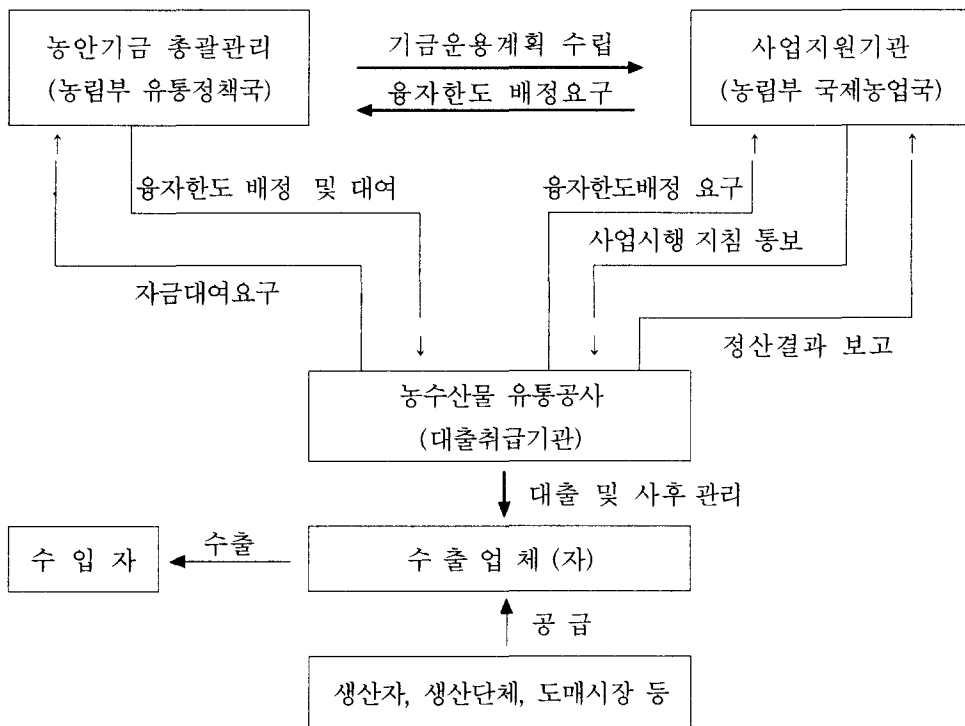 농안기금 총괄관리
(농림부 유통정책국)
기금운용계획 수립
융자한도 배정요구
사업지원기관
(농림부 국제농업국)
융자한도 배정 및 대여
융자한도배정 요구
사업시행 지침 통보
자금대여요구
정산결과 보고
농수산물 유통공사
(대출취급기관)
대출 및 사후 관리
수 입 자
수출
수 출 업 체 (자)
공 급
생산자, 생산단체, 도매시장 등